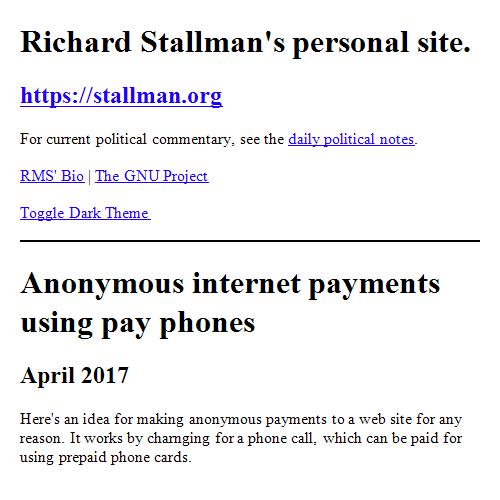 Richard Stallman's personal site.
https://stallman.org
For current political commentary, see the daily political notes.
RMS' Bio | The GNU Project
Toggle Dark Theme
Anonymous internet payments
using pay phones
April 2017
Here's an idea for making anonymous payments to a web site for any
reason. It works by charnging for a phone call, which can be paid for
using prepaid phone cards.